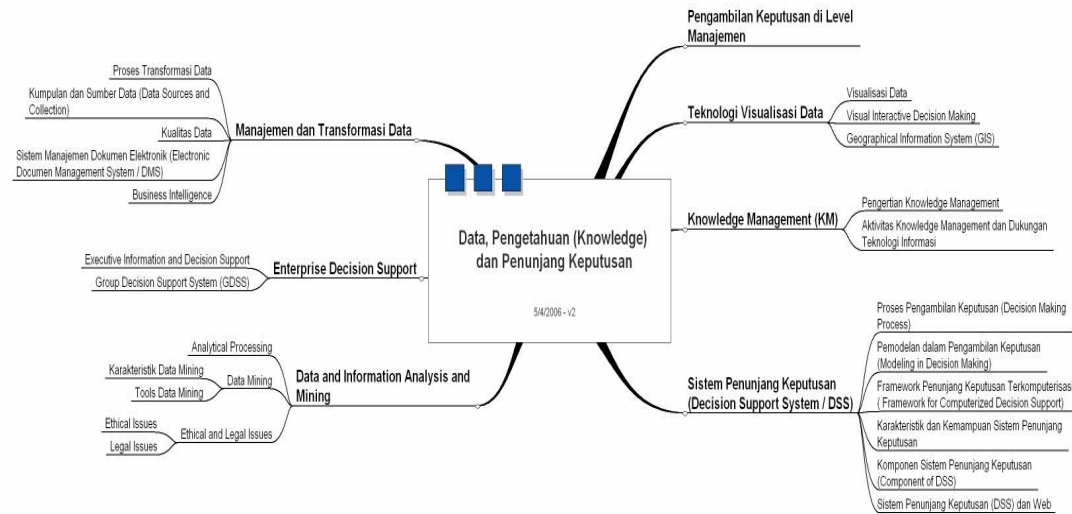 Data, Pengetahuan (Knowledge)
dan Penunjang Keputusan
5/4/2006 - v2
Pengambilan Keputusan di Level
Manajemen
Teknologi Visualisasi Data
Visualisasi Data
Visual Interactive Decision Making
Geographical Information System (GIS)
Knowledge Management (KM)
Pengertian Knowledge Management
Aktivitas Knowledge Management dan Dukungan
Teknologi Informasi
Sistem Penunjang Keputusan
(Decision Support System / DSS)
Proses Pengambilan Keputusan (Decision Making
Process)
Pemodelan dalam Pengambilan Keputusan
(Modeling in Decision Making)
Framework Penunjang Keputusan Terkomputerisasi
( Framework for Computerized Decision Support)
Karakteristik dan Kemampuan Sistem Penunjang
Keputusan
Komponen Sistem Penunjang Keputusan
(Component of DSS)
Sistem Penunjang Keputusan (DSS) dan Web
Manajemen dan Transformasi Data
Proses Transformasi Data
Kumpulan dan Sumber Data (Data Sources and
Collection)
Kualitas Data
Sistem Manajemen Dokumen Elektronik (Electronic
Documen Management System / DMS)
Business Intelligence
Enterprise Decision Support
Executive Information and Decision Support
Group Decision Support System (GDSS)
Data and Information Analysis and
Mining
Analytical Processing
Data Mining
Karakteristik Data Mining
Tools Data Mining
Ethical and Legal Issues
Ethical Issues
Legal Issues